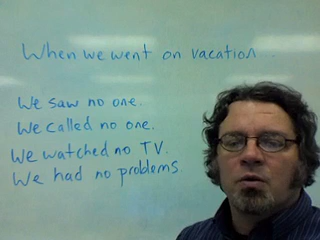 When we went on vacation...
We saw no one.
We called no one.
We watched no TV.
We had no problems.